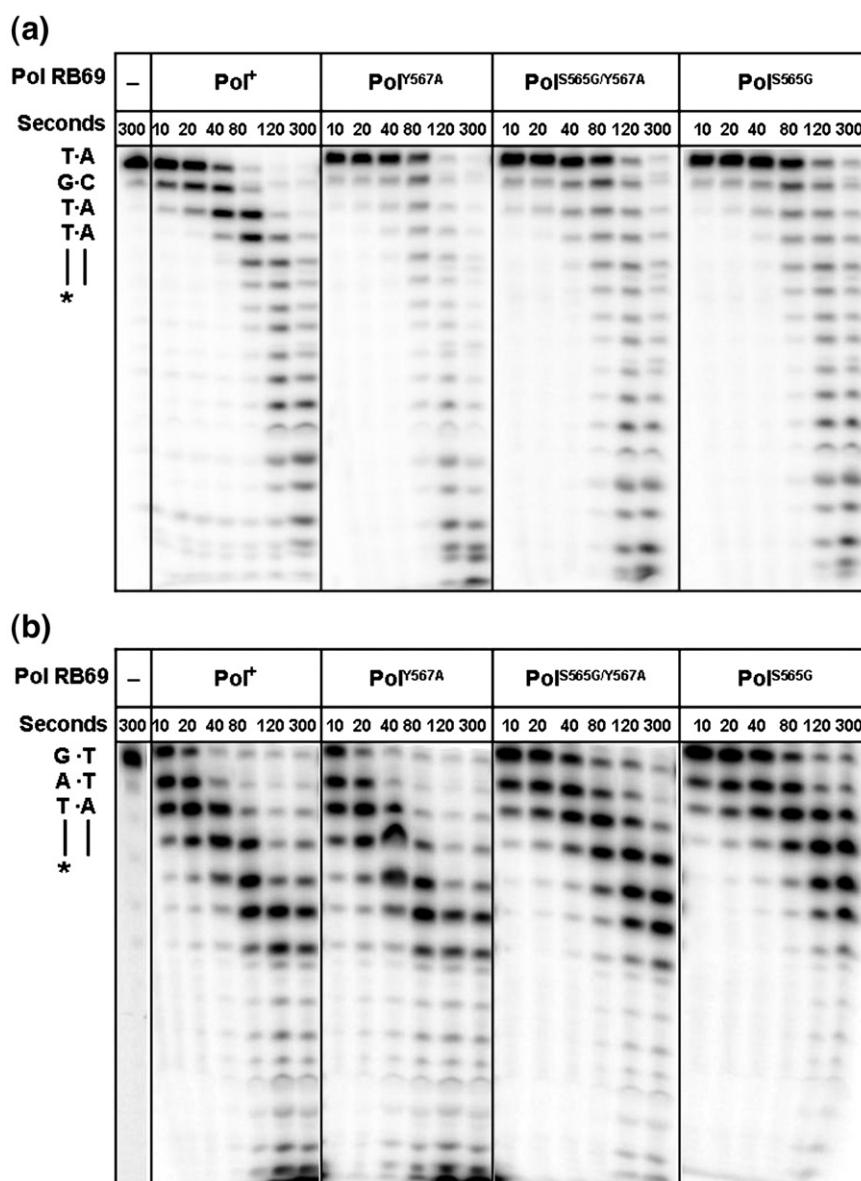 (a)
Pol RB69 – Pol⁺ Polʸ⁵⁶⁷ᴬ Polˢ⁵⁶⁵ᴳ/ʸ⁵⁶⁷ᴬ Polˢ⁵⁶⁵ᴳ
Seconds 300 10 20 40 80 120 300 10 20 40 80 120 300 10 20 40 80 120 300 10 20 40 80 120 300
T·A
G·C
T·A
T·A
*
(b)
Pol RB69 – Pol⁺ Polʸ⁵⁶⁷ᴬ Polˢ⁵⁶⁵ᴳ/ʸ⁵⁶⁷ᴬ Polˢ⁵⁶⁵ᴳ
Seconds 300 10 20 40 80 120 300 10 20 40 80 120 300 10 20 40 80 120 300 10 20 40 80 120 300
G·T
A·T
T·A
*